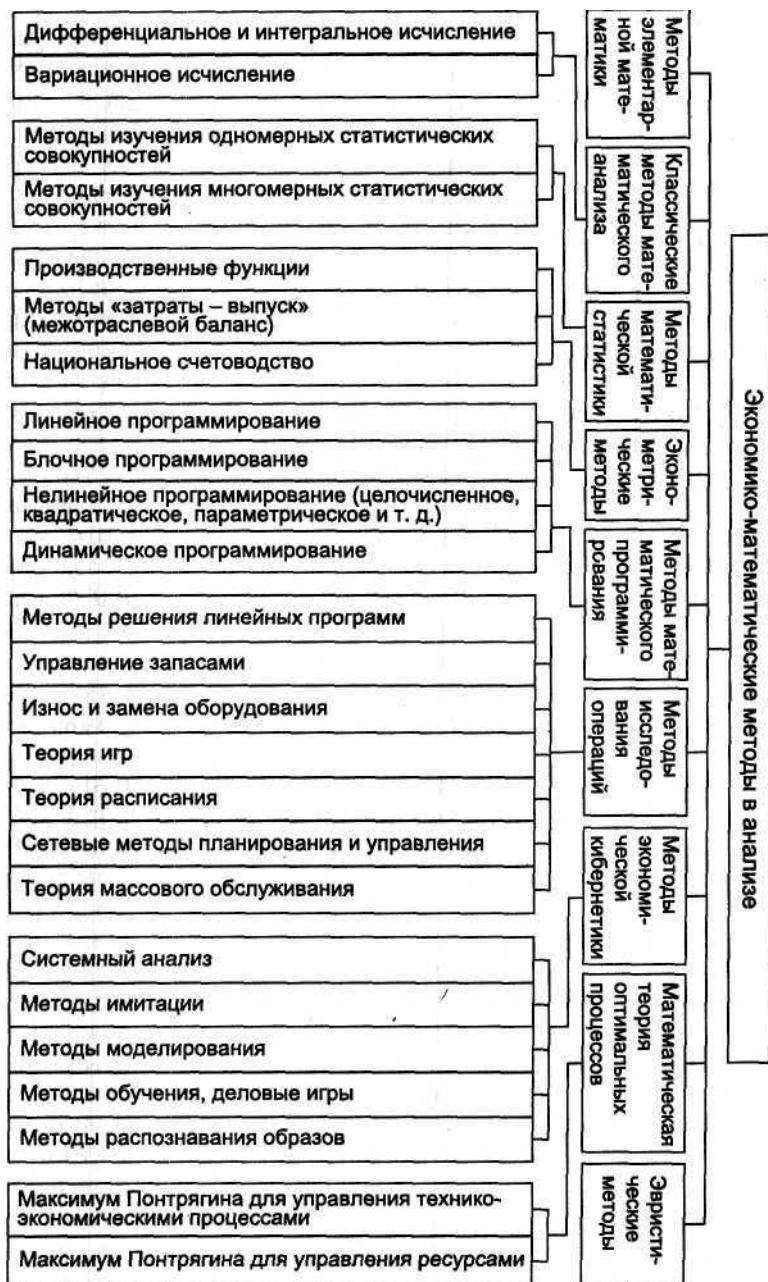 Экономико-математические методы в анализе
Методы
элементар-
ной мате-
матики
Классические
методы мате-
матического
анализа
Дифференциальное и интегральное исчисление
Вариационное исчисление
Методы
математи-
ческой
статистики
Методы изучения одномерных статистических
совокупностей
Методы изучения многомерных статистических
совокупностей
Эконо-
метри-
ческие
методы
Производственные функции
Методы «затраты – выпуск»
(межотраслевой баланс)
Национальное счетоводство
Методы мате-
матического
программи-
рования
Линейное программирование
Блочное программирование
Нелинейное программирование (целочисленное,
квадратическое, параметрическое и т. д.)
Динамическое программирование
Методы
исследо-
вания
операций
Методы решения линейных программ
Управление запасами
Износ и замена оборудования
Теория игр
Теория расписания
Сетевые методы планирования и управления
Теория массового обслуживания
Методы
экономи-
ческой
кибернетики
Системный анализ
Методы имитации
Методы моделирования
Методы обучения, деловые игры
Методы распознавания образов
Математическая
теория
оптимальных
процессов
Максимум Понтрягина для управления технико-
экономическими процессами
Максимум Понтрягина для управления ресурсами
Эвристи-
ческие
методы